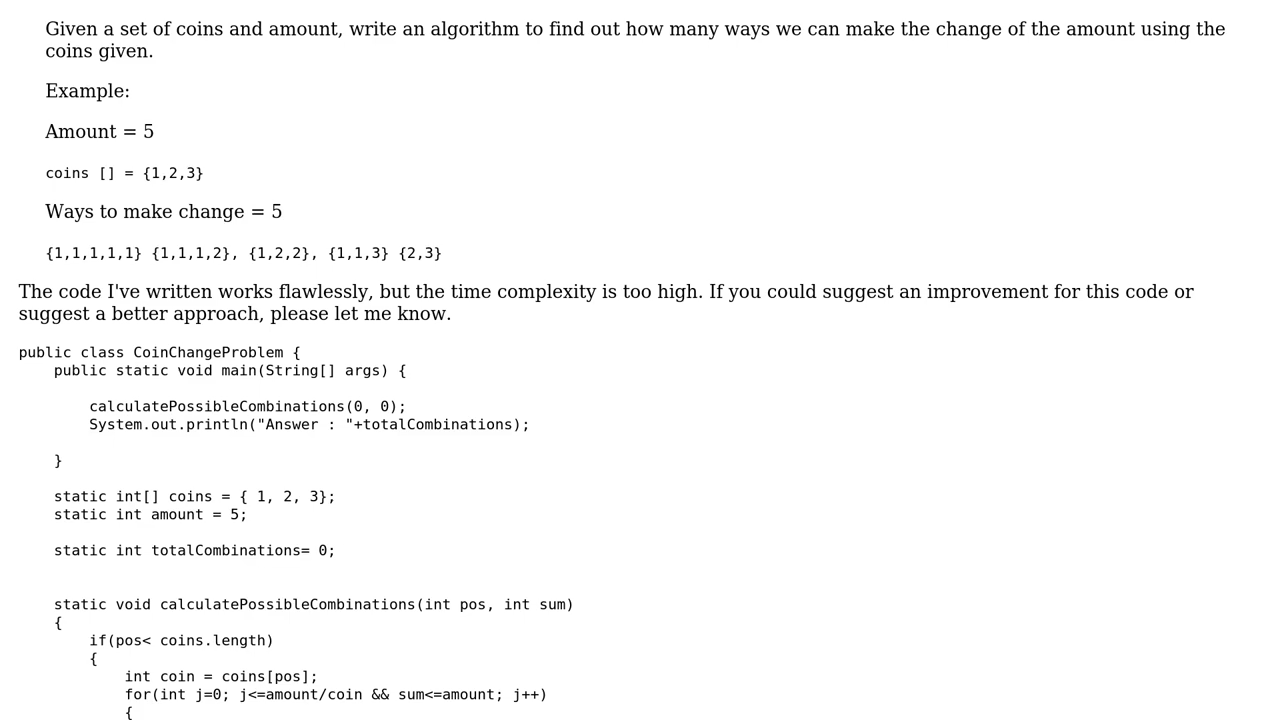 Given a set of coins and amount, write an algorithm to find out how many ways we can make the change of the amount using the
coins given.
Example:
Amount = 5
coins [] = {1,2,3}
Ways to make change = 5
{1,1,1,1,1} {1,1,1,2}, {1,2,2}, {1,1,3} {2,3}
The code I've written works flawlessly, but the time complexity is too high. If you could suggest an improvement for this code or
suggest a better approach, please let me know.
public class CoinChangeProblem {
    public static void main(String[] args) {
        calculatePossibleCombinations(0, 0);
        System.out.println("Answer : "+totalCombinations);
    }
    static int[] coins = { 1, 2, 3};
    static int amount = 5;
    static int totalCombinations= 0;
    static void calculatePossibleCombinations(int pos, int sum)
    {
        if(pos< coins.length)
        {
            int coin = coins[pos];
            for(int j=0; j<=amount/coin && sum<=amount; j++)
            {